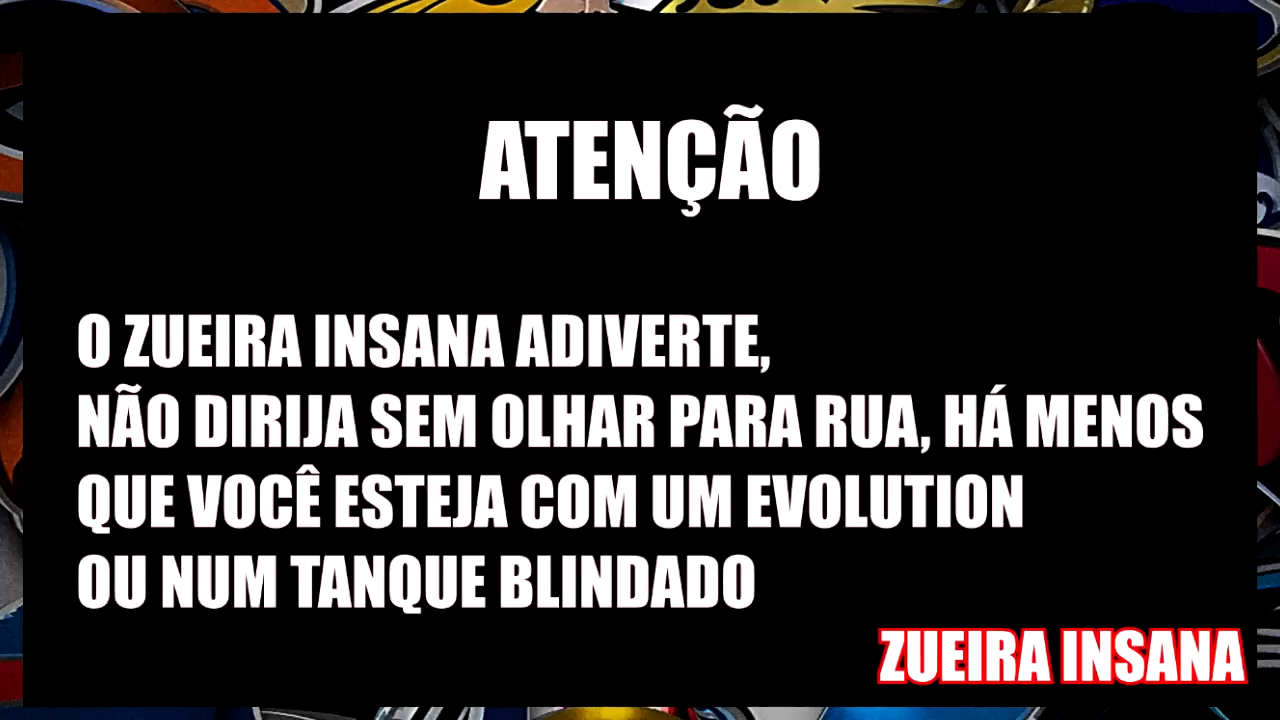 ATENÇÃO
O ZUEIRA INSANA ADIVERTE,
NÃO DIRIJA SEM OLHAR PARA RUA, HÁ MENOS
QUE VOCÊ ESTEJA COM UM EVOLUTION
OU NUM TANQUE BLINDADO
ZUEIRA INSANA